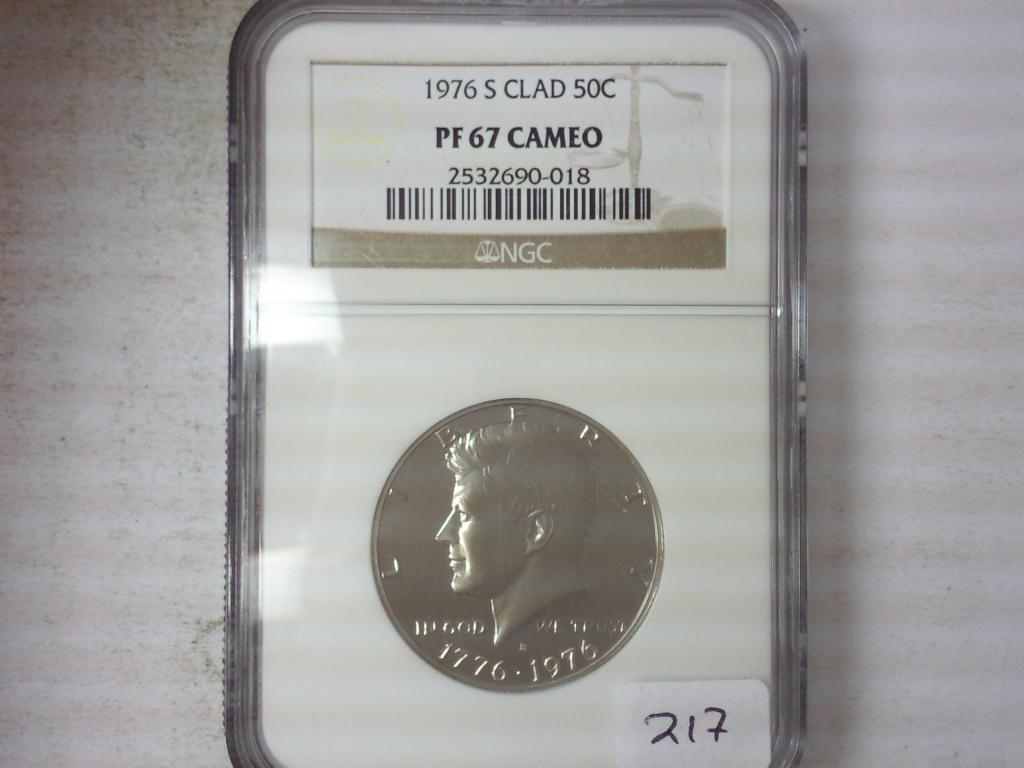 1976 S CLAD 50C
PF 67 CAMEO
2532690-018
NGC
LIBERTY
IN GOD WE TRUST
1776 · 1976
217